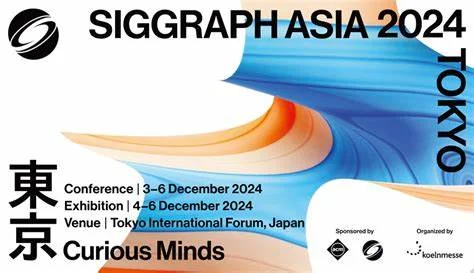 SIGGRAPH ASIA 2024
TOKYO
東京
Conference | 3–6 December 2024
Exhibition | 4–6 December 2024
Venue | Tokyo International Forum, Japan
Curious Minds
Sponsored by
acm
Organized by
koelnmesse